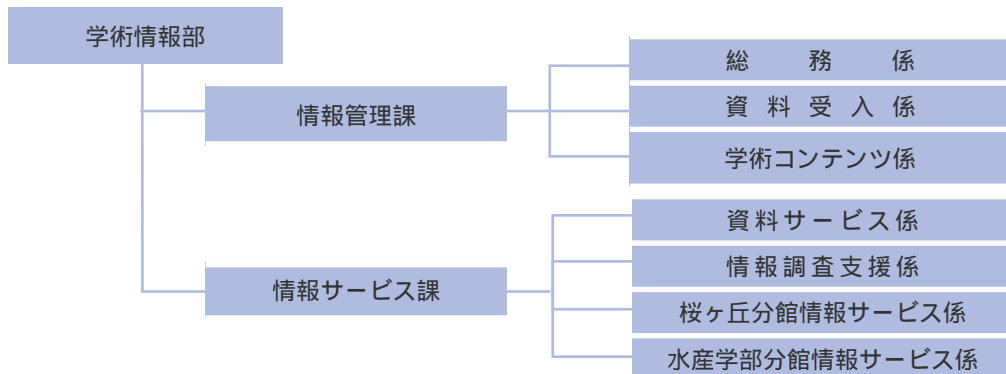 学術情報部
情報管理課
総務係
資料受入係
学術コンテンツ係
情報サービス課
資料サービス係
情報調査支援係
桜ヶ丘分館情報サービス係
水産学部分館情報サービス係